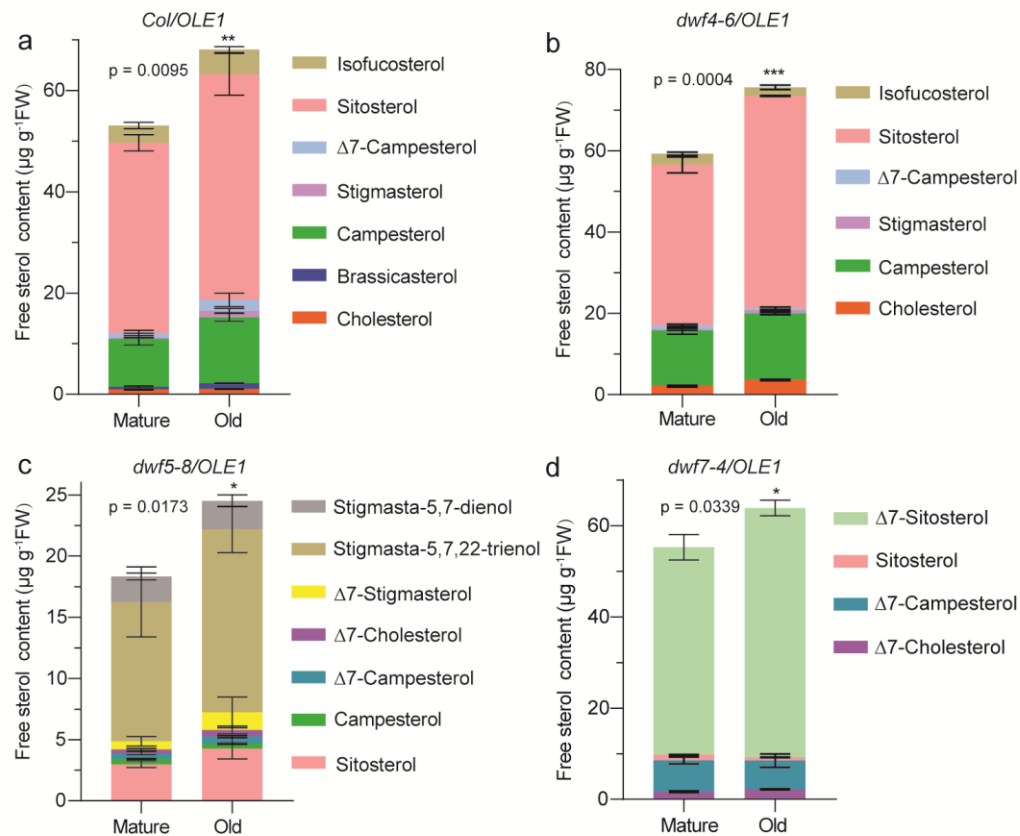 a
Col/OLE1
Free sterol content (µg g⁻¹FW)
60
40
20
0
p = 0.0095
**
Mature
Old
Isofucosterol
Sitosterol
Δ7-Campesterol
Stigmasterol
Campesterol
Brassicasterol
Cholesterol
b
dwf4-6/OLE1
Free sterol content (µg g⁻¹FW)
80
60
40
20
0
p = 0.0004
***
Mature
Old
Isofucosterol
Sitosterol
Δ7-Campesterol
Stigmasterol
Campesterol
Cholesterol
c
dwf5-8/OLE1
Free sterol content (µg g⁻¹FW)
25
20
15
10
5
0
p = 0.0173
*
Mature
Old
Stigmasta-5,7-dienol
Stigmasta-5,7,22-trienol
Δ7-Stigmasterol
Δ7-Cholesterol
Δ7-Campesterol
Campesterol
Sitosterol
d
dwf7-4/OLE1
Free sterol content (µg g⁻¹FW)
60
40
20
0
p = 0.0339
*
Mature
Old
Δ7-Sitosterol
Sitosterol
Δ7-Campesterol
Δ7-Cholesterol